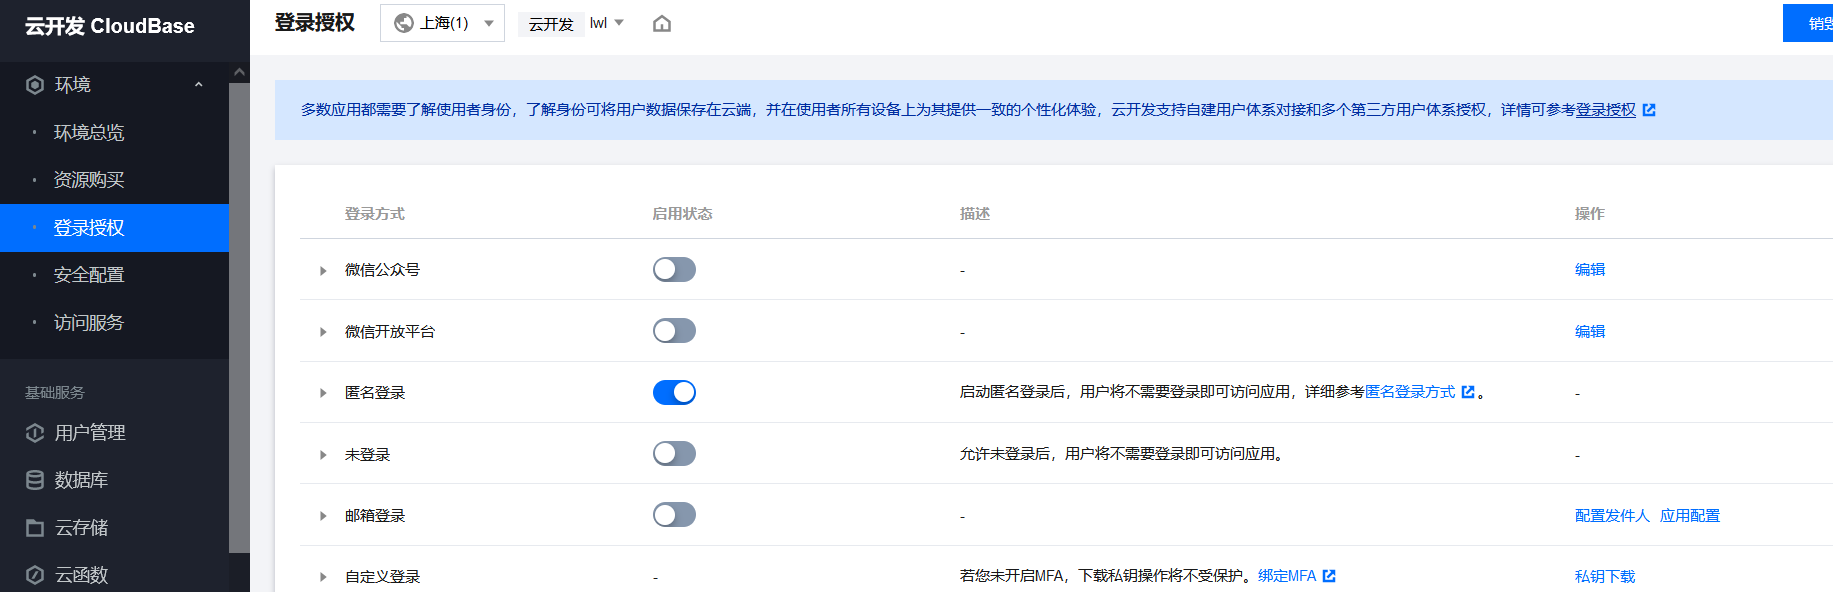 云开发 CloudBase
环境
环境总览
资源购买
登录授权
安全配置
访问服务
基础服务
用户管理
数据库
云存储
云函数
登录授权
上海(1)
云开发
lwl
销毁
多数应用都需要了解使用者身份，了解身份可将用户数据保存在云端，并在使用者所有设备上为其提供一致的个性化体验，云开发支持自建用户体系对接和多个第三方用户体系授权，详情可参考登录授权
登录方式 启用状态 描述 操作
微信公众号 - 编辑
微信开放平台 - 编辑
匿名登录 启动匿名登录后，用户将不需要登录即可访问应用，详细参考匿名登录方式 。 -
未登录 允许未登录后，用户将不需要登录即可访问应用。 -
邮箱登录 - 配置发件人 应用配置
自定义登录 - 若您未开启MFA，下载私钥操作将不受保护。绑定MFA 私钥下载